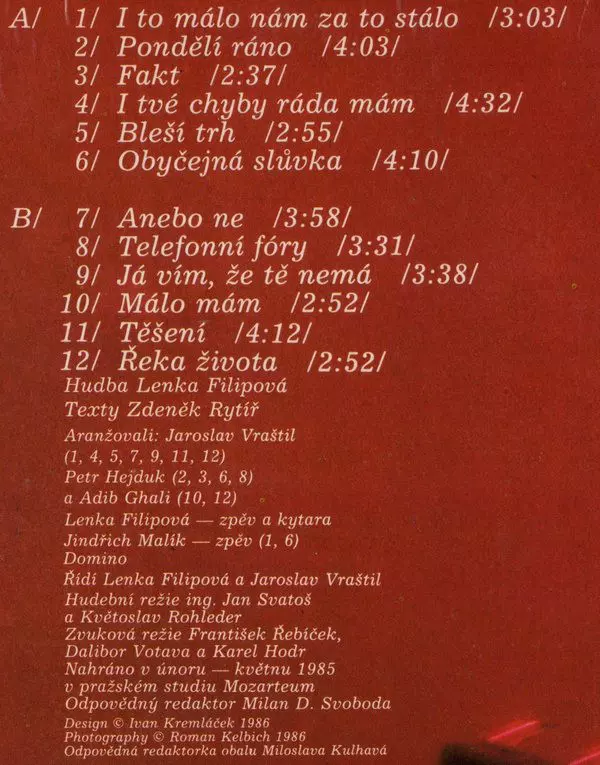 A/ 1/ I to málo nám za to stálo /3:03/
2/ Pondělí ráno /4:03/
3/ Fakt /2:37/
4/ I tvé chyby ráda mám /4:32/
5/ Bleší trh /2:55/
6/ Obyčejná slůvka /4:10/
B/ 7/ Anebo ne /3:58/
8/ Telefonní fóry /3:31/
9/ Já vím, že tě nemá /3:38/
10/ Málo mám /2:52/
11/ Těšení /4:12/
12/ Řeka života /2:52/
Hudba Lenka Filipová
Texty Zdeněk Rytíř
Aranžovali: Jaroslav Vraštil
(1, 4, 5, 7, 9, 11, 12)
Petr Hejduk (2, 3, 6, 8)
a Adib Ghali (10, 12)
Lenka Filipová — zpěv a kytara
Jindřich Malík — zpěv (1, 6)
Domino
Řídí Lenka Filipová a Jaroslav Vraštil
Hudební režie ing. Jan Svatoš
a Květoslav Rohleder
Zvuková režie František Řebíček,
Dalibor Votava a Karel Hodr
Nahráno v únoru — květnu 1985
v pražském studiu Mozarteum
Odpovědný redaktor Milan D. Svoboda
Design © Ivan Kremláček 1986
Photography © Roman Kelbich 1986
Odpovědná redaktorka obalu Miloslava Kulhavá